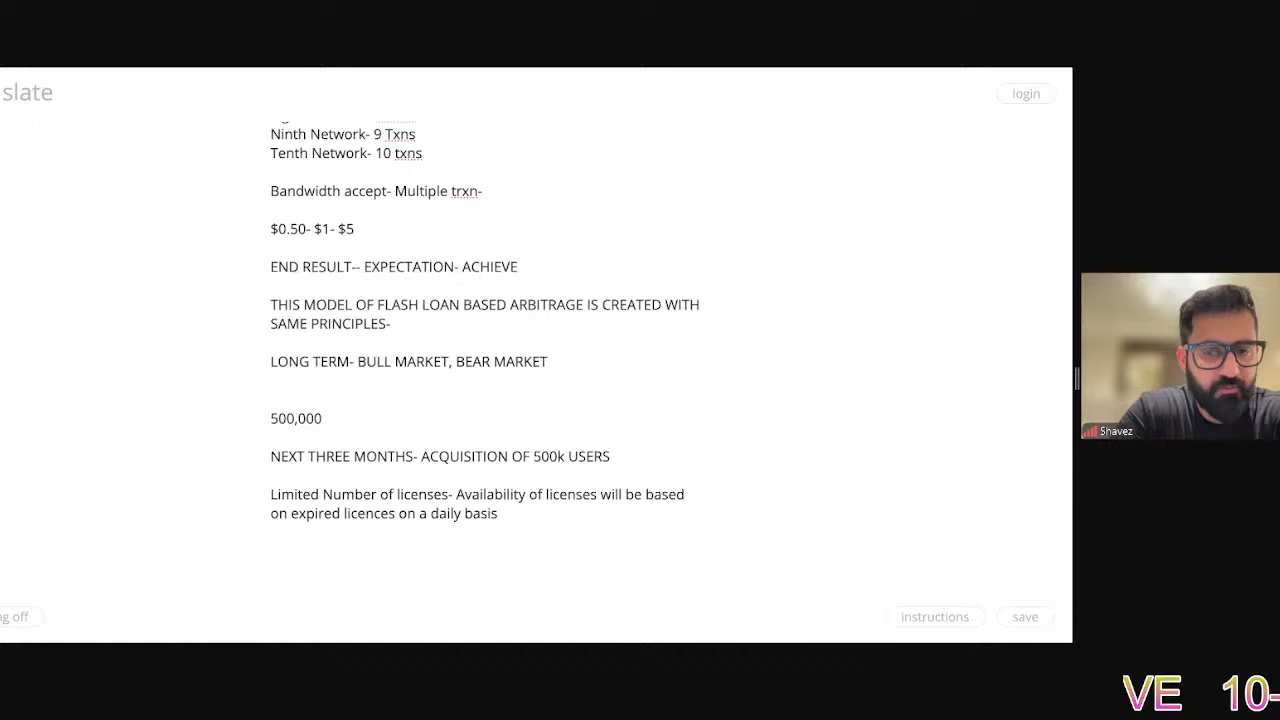 slate
login
Ninth Network- 9 Txns
Tenth Network- 10 txns
Bandwidth accept- Multiple trxn-
$0.50- $1- $5
END RESULT-- EXPECTATION- ACHIEVE
THIS MODEL OF FLASH LOAN BASED ARBITRAGE IS CREATED WITH
SAME PRINCIPLES-
LONG TERM- BULL MARKET, BEAR MARKET
500,000
NEXT THREE MONTHS- ACQUISITION OF 500k USERS
Limited Number of licenses- Availability of licenses will be based
on expired licences on a daily basis
Shavez
ng off
instructions
save
VE 10-